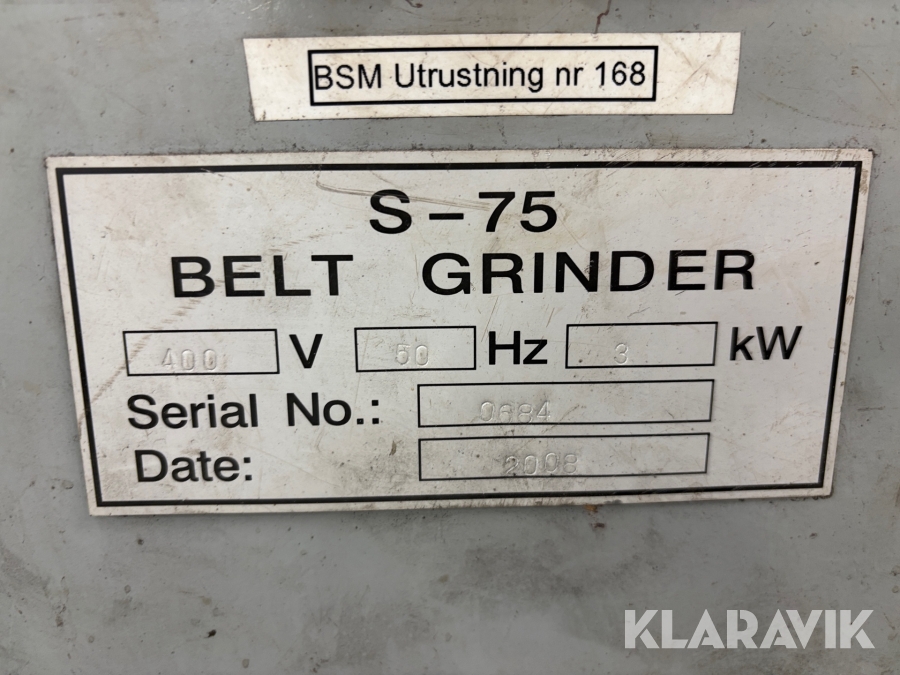 BSM Utrustning nr 168
S-75
BELT GRINDER
400 V 50 Hz 3 kW
Serial No.: 0684
Date: 2008
KLARAVIK